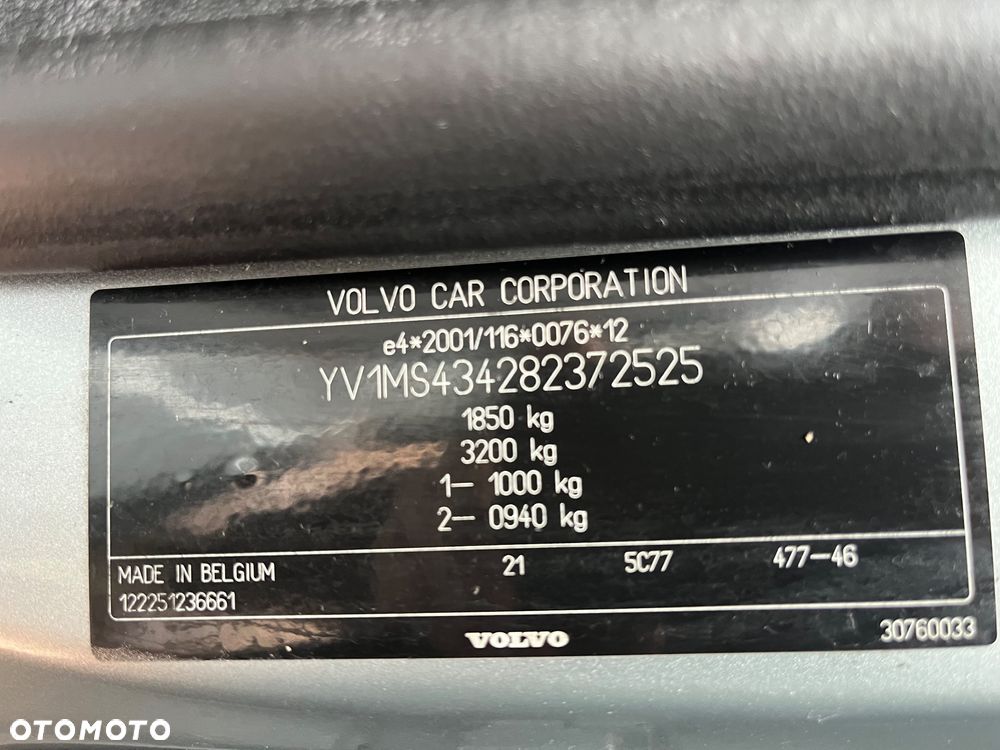 VOLVO CAR CORPORATION
e4*2001/116*0076*12
YV1MS434282372525
1850 kg
3200 kg
1– 1000 kg
2– 0940 kg
MADE IN BELGIUM 21 5C77 477–46
122251236661
VOLVO 30760033
OTOMOTO